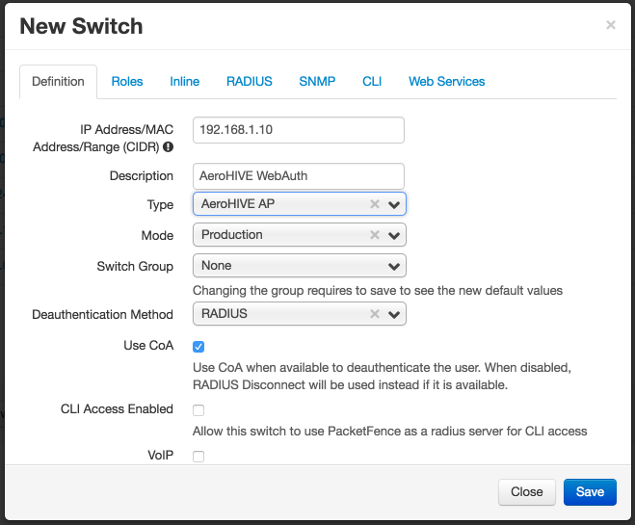 New Switch
×
Definition Roles Inline RADIUS SNMP CLI Web Services
IP Address/MAC
Address/Range (CIDR)
192.168.1.10
Description
AeroHIVE WebAuth
Type
AeroHIVE AP
Mode
Production
Switch Group
None
Changing the group requires to save to see the new default values
Deauthentication Method
RADIUS
Use CoA
Use CoA when available to deauthenticate the user. When disabled,
RADIUS Disconnect will be used instead if it is available.
CLI Access Enabled
Allow this switch to use PacketFence as a radius server for CLI access
VoIP
Close Save